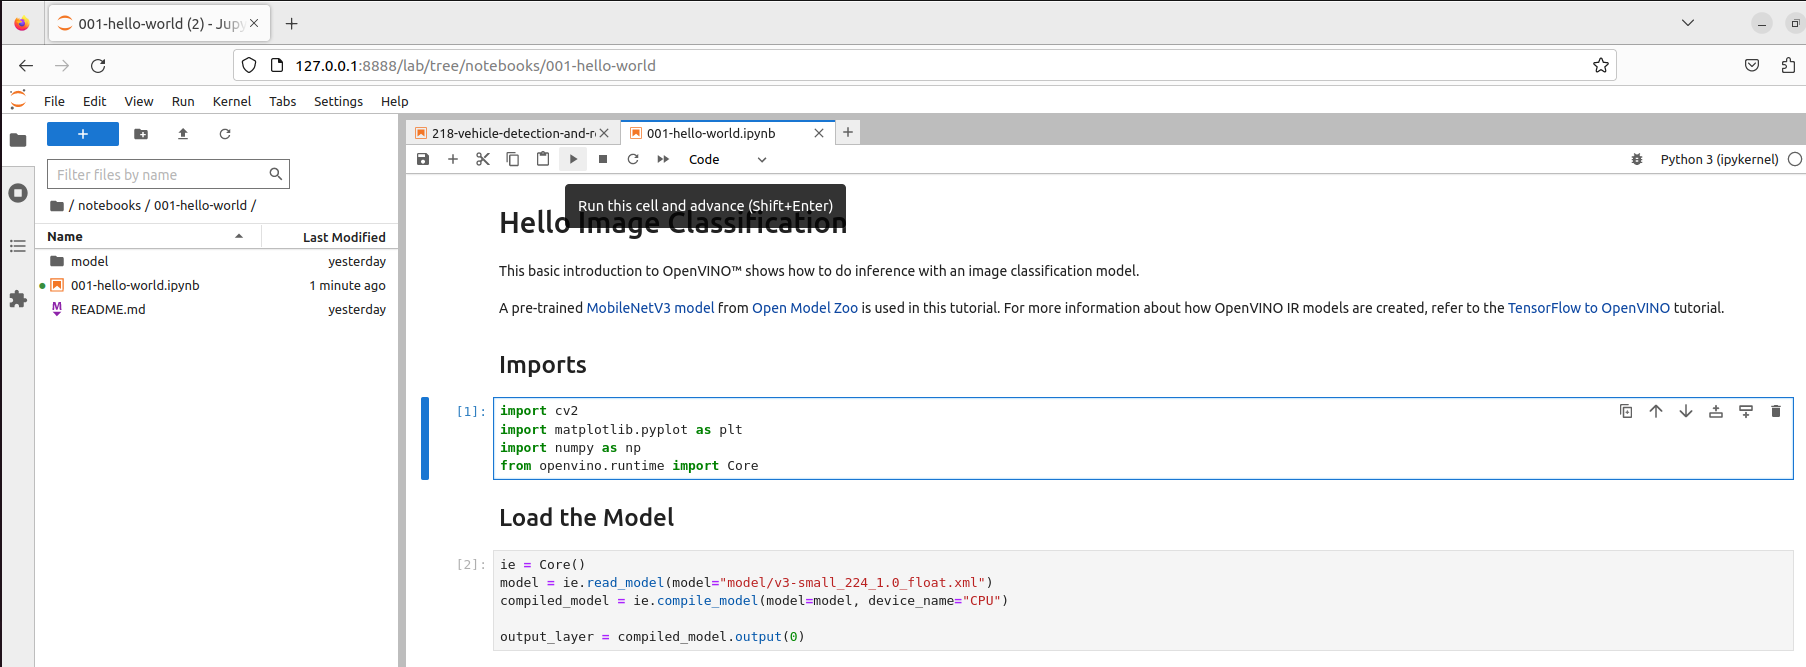 001-hello-world (2) - Jupy
127.0.0.1:8888/lab/tree/notebooks/001-hello-world
File Edit View Run Kernel Tabs Settings Help
Filter files by name
/ notebooks / 001-hello-world /
Name Last Modified
model yesterday
001-hello-world.ipynb 1 minute ago
M README.md yesterday
218-vehicle-detection-and-r 001-hello-world.ipynb
Code Python 3 (ipykernel)
Run this cell and advance (Shift+Enter)
Hello Image Classification
This basic introduction to OpenVINO™ shows how to do inference with an image classification model.
A pre-trained MobileNetV3 model from Open Model Zoo is used in this tutorial. For more information about how OpenVINO IR models are created, refer to the TensorFlow to OpenVINO tutorial.
Imports
[1]: import cv2
import matplotlib.pyplot as plt
import numpy as np
from openvino.runtime import Core
Load the Model
[2]: ie = Core()
model = ie.read_model(model="model/v3-small_224_1.0_float.xml")
compiled_model = ie.compile_model(model=model, device_name="CPU")
output_layer = compiled_model.output(0)